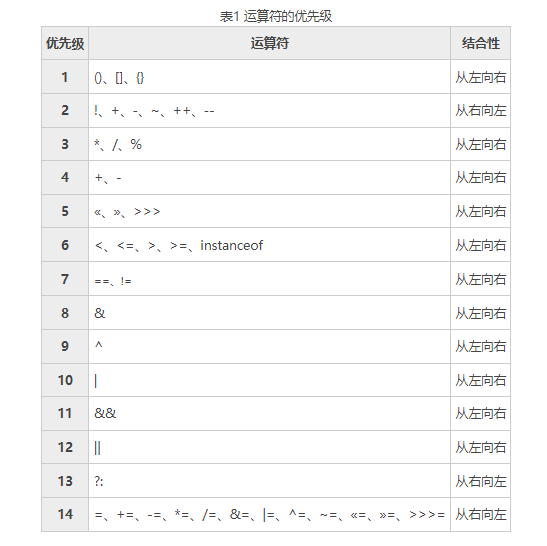 表1 运算符的优先级
优先级 运算符 结合性
1 ()、[]、{} 从左向右
2 !、+、-、~、++、-- 从右向左
3 *、/、% 从左向右
4 +、- 从左向右
5 «、»、>>> 从左向右
6 <、<=、>、>=、instanceof 从左向右
7 ==、!= 从左向右
8 & 从左向右
9 ^ 从左向右
10 | 从左向右
11 && 从左向右
12 || 从左向右
13 ?: 从右向左
14 =、+=、-=、*=、/=、&=、|=、^=、~=、«=、»=、>>>= 从右向左